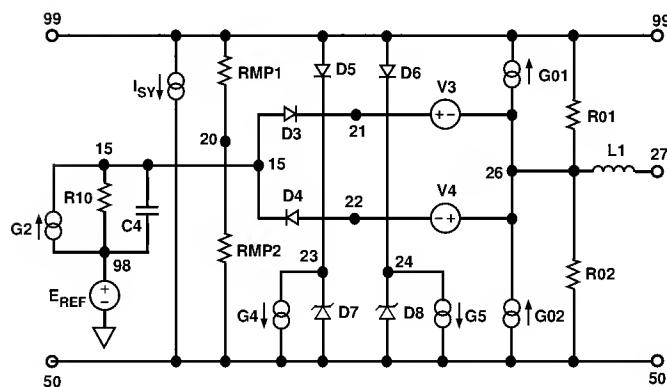 99
99
ISY
RMP1
D5
D6
G01
V3
+ −
R01
D3
21
20
15
15
L1
27
26
R10
C4
G2
D4
22
V4
− +
98
RMP2
23
24
R02
EREF
+
−
G4
D7
D8
G5
G02
50
50